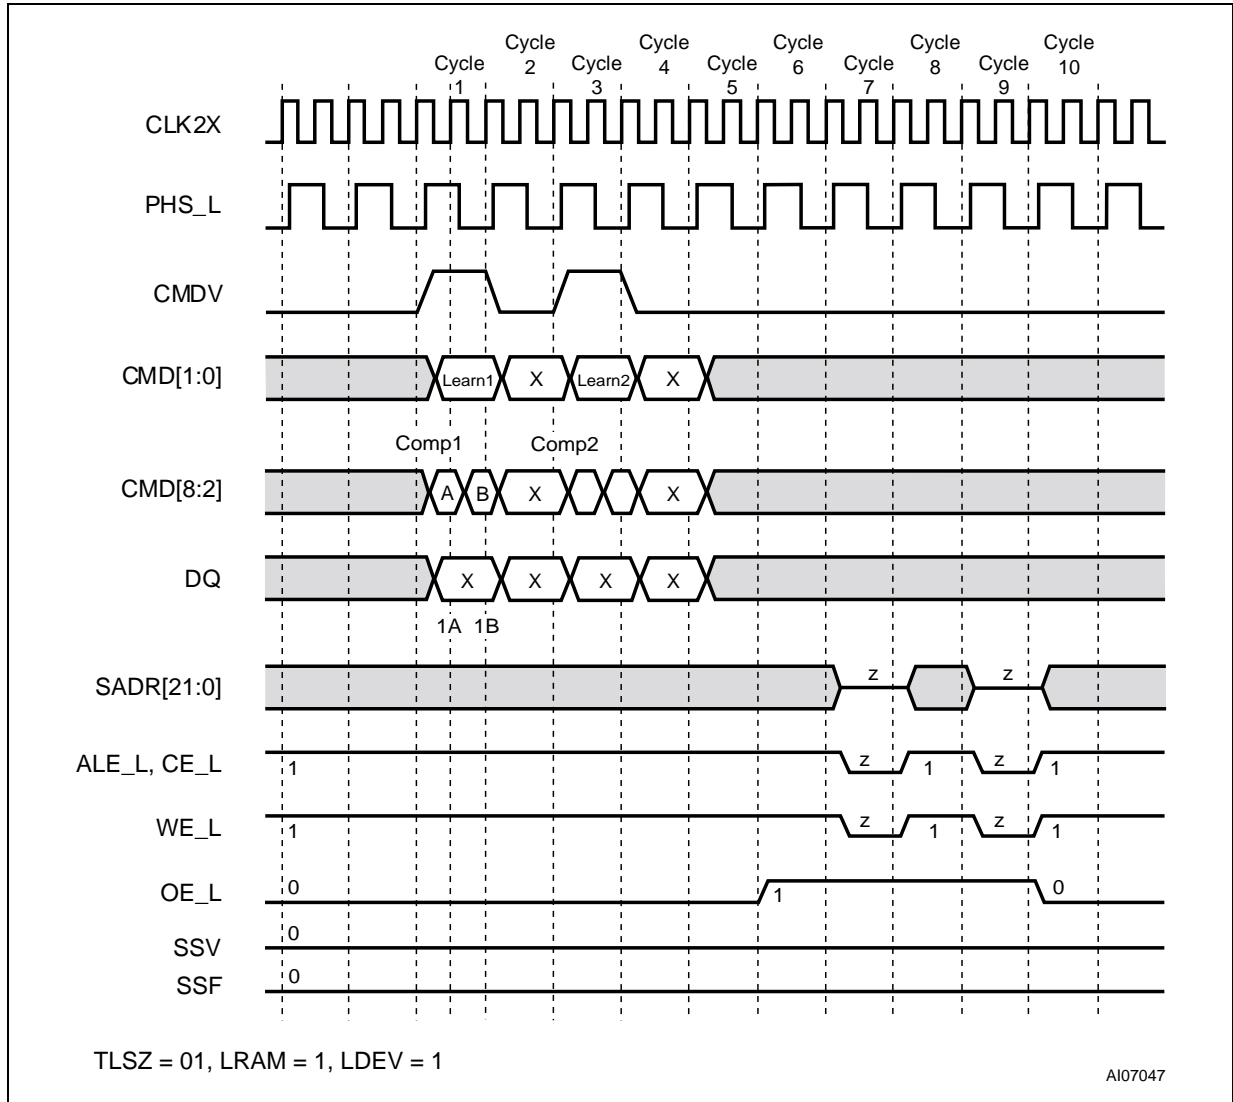 Cycle 1 Cycle 2 Cycle 3 Cycle 4 Cycle 5 Cycle 6 Cycle 7 Cycle 8 Cycle 9 Cycle 10
CLK2X
PHS_L
CMDV
CMD[1:0] Learn1 X Learn2 X
Comp1 Comp2
CMD[8:2] A B X X
DQ X X X X
1A 1B
SADR[21:0] z z
ALE_L, CE_L 1 z 1 z 1
WE_L 1 z 1 z 1
OE_L 0 1 0
SSV 0
SSF 0
TLSZ = 01, LRAM = 1, LDEV = 1
AI07047